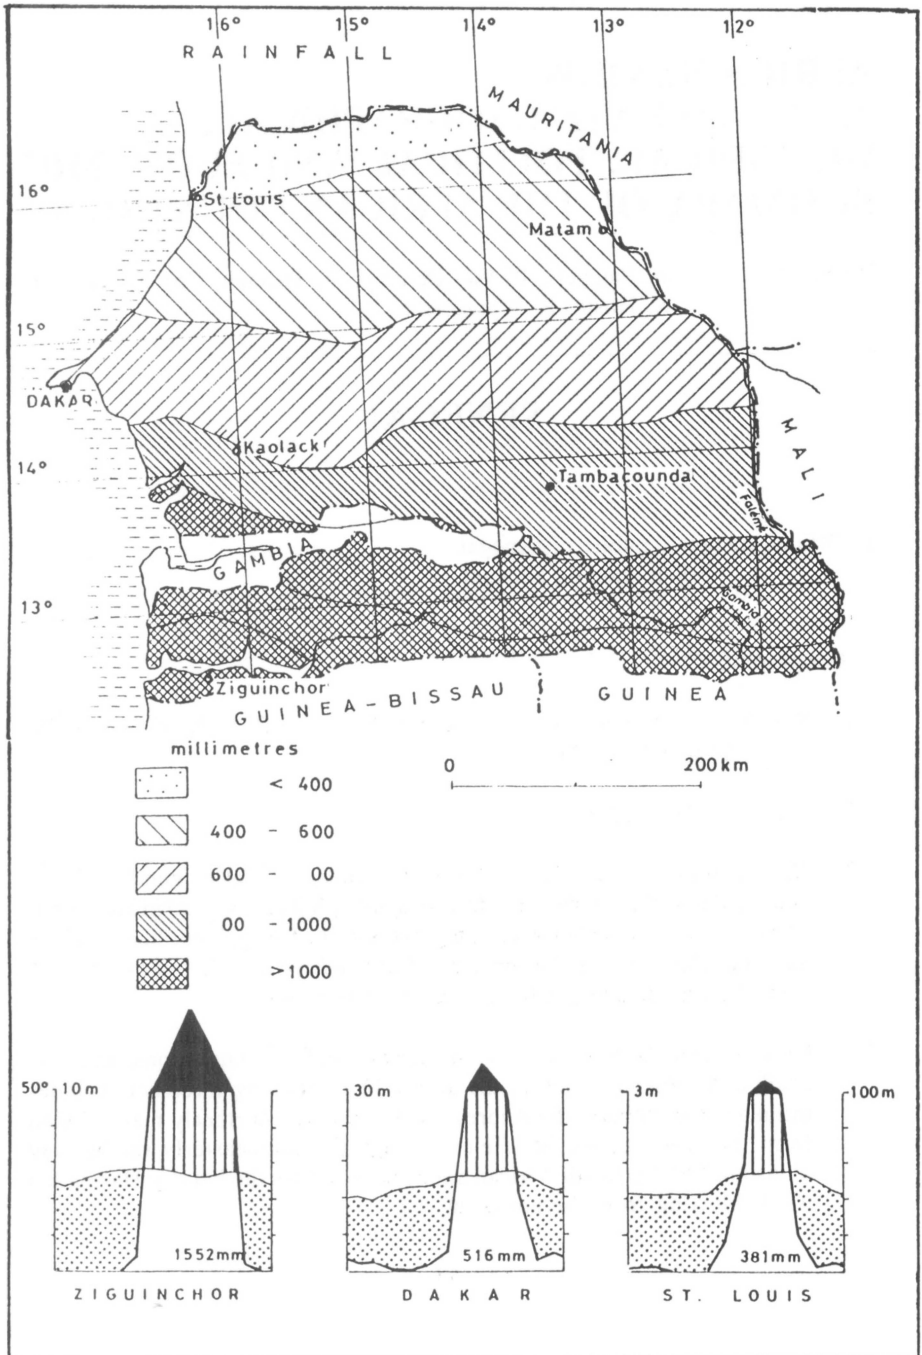 16° 15° 14° 13° 12°
RAINFALL
MAURITANIA
16°
St Louis
Matam
15°
DAKAR
MALI
Kaolack
14°
Tambacounda
Falémé
GAMBIA
13°
Gambia
Ziguinchor
GUINEA-BISSAU
GUINEA
millimetres
0 200 km
< 400
400 - 600
600 - 00
00 - 1000
>1000
50° 10 m 30 m 3 m 100 m
1552mm 516 mm 381mm
ZIGUINCHOR DAKAR ST. LOUIS